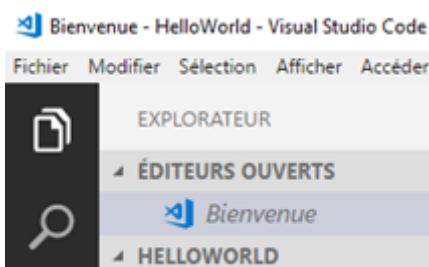 Bienvenue - HelloWorld - Visual Studio Code
Fichier Modifier Sélection Afficher Accéder
EXPLORATEUR
ÉDITEURS OUVERTS
Bienvenue
HELLOWORLD